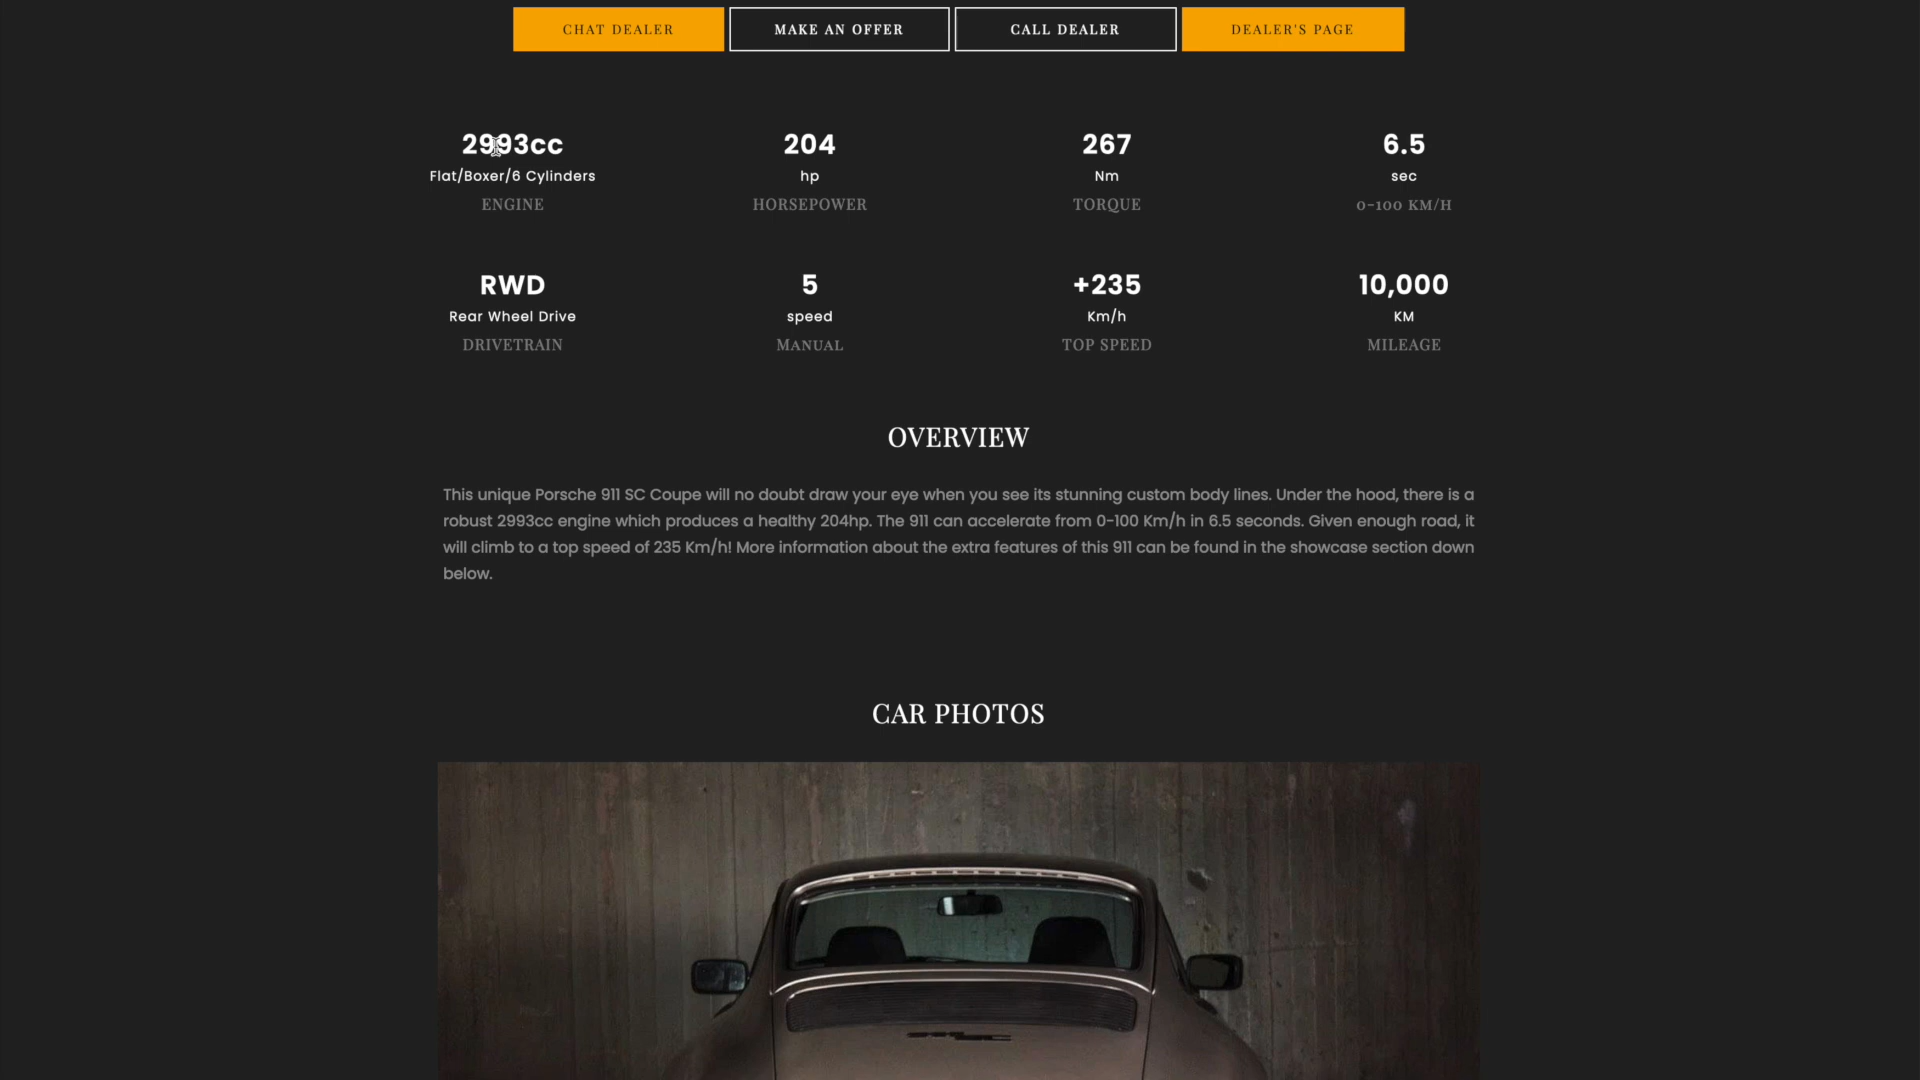 CHAT DEALER
MAKE AN OFFER
CALL DEALER
DEALER'S PAGE
2993cc
Flat/Boxer/6 Cylinders
ENGINE
204
hp
HORSEPOWER
267
Nm
TORQUE
6.5
sec
0-100 KM/H
RWD
Rear Wheel Drive
DRIVETRAIN
5
speed
MANUAL
+235
Km/h
TOP SPEED
10,000
KM
MILEAGE
OVERVIEW
This unique Porsche 911 SC Coupe will no doubt draw your eye when you see its stunning custom body lines. Under the hood, there is a
robust 2993cc engine which produces a healthy 204hp. The 911 can accelerate from 0-100 Km/h in 6.5 seconds. Given enough road, it
will climb to a top speed of 235 Km/h! More information about the extra features of this 911 can be found in the showcase section down
below.
CAR PHOTOS